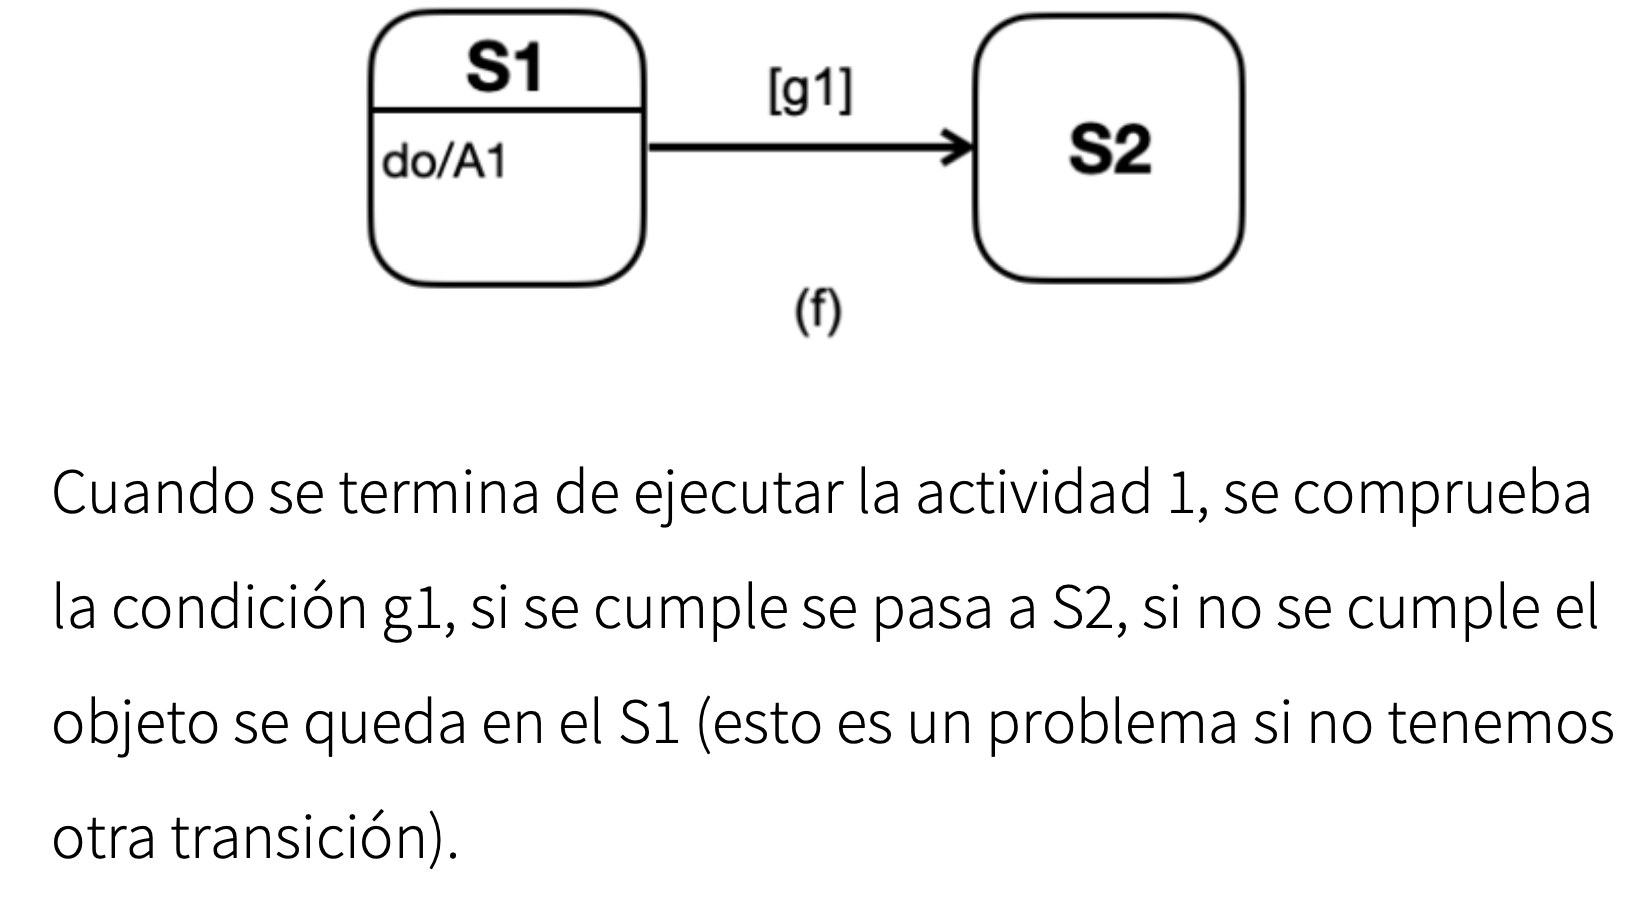 S1
[g1]
do/A1
S2
(f)
Cuando se termina de ejecutar la actividad 1, se comprueba
la condición g1, si se cumple se pasa a S2, si no se cumple el
objeto se queda en el S1 (esto es un problema si no tenemos
otra transición).